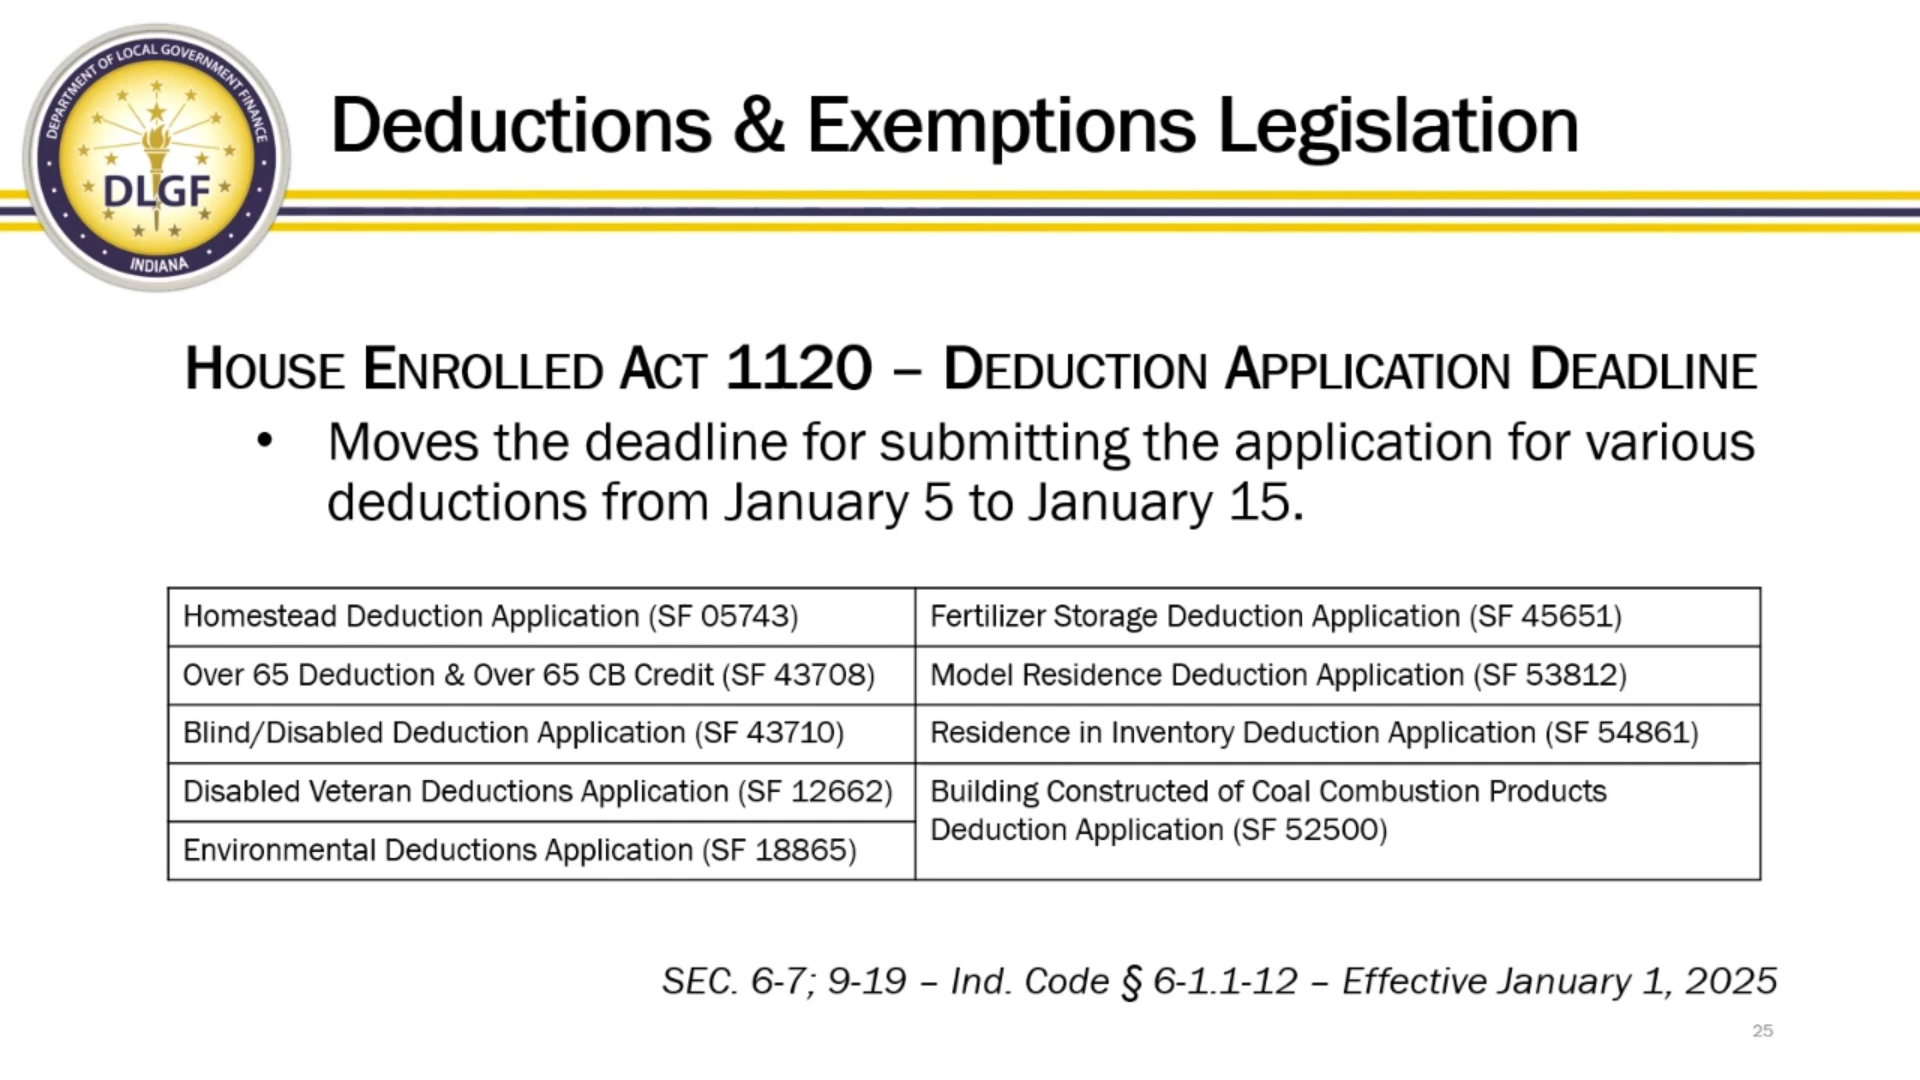 DEPARTMENT OF LOCAL GOVERNMENT FINANCE
DLGF
INDIANA
Deductions & Exemptions Legislation
HOUSE ENROLLED ACT 1120 – DEDUCTION APPLICATION DEADLINE
• Moves the deadline for submitting the application for various
deductions from January 5 to January 15.
Homestead Deduction Application (SF 05743)
Fertilizer Storage Deduction Application (SF 45651)
Over 65 Deduction & Over 65 CB Credit (SF 43708)
Model Residence Deduction Application (SF 53812)
Blind/Disabled Deduction Application (SF 43710)
Residence in Inventory Deduction Application (SF 54861)
Disabled Veteran Deductions Application (SF 12662)
Building Constructed of Coal Combustion Products
Deduction Application (SF 52500)
Environmental Deductions Application (SF 18865)
SEC. 6-7; 9-19 – Ind. Code § 6-1.1-12 – Effective January 1, 2025
25